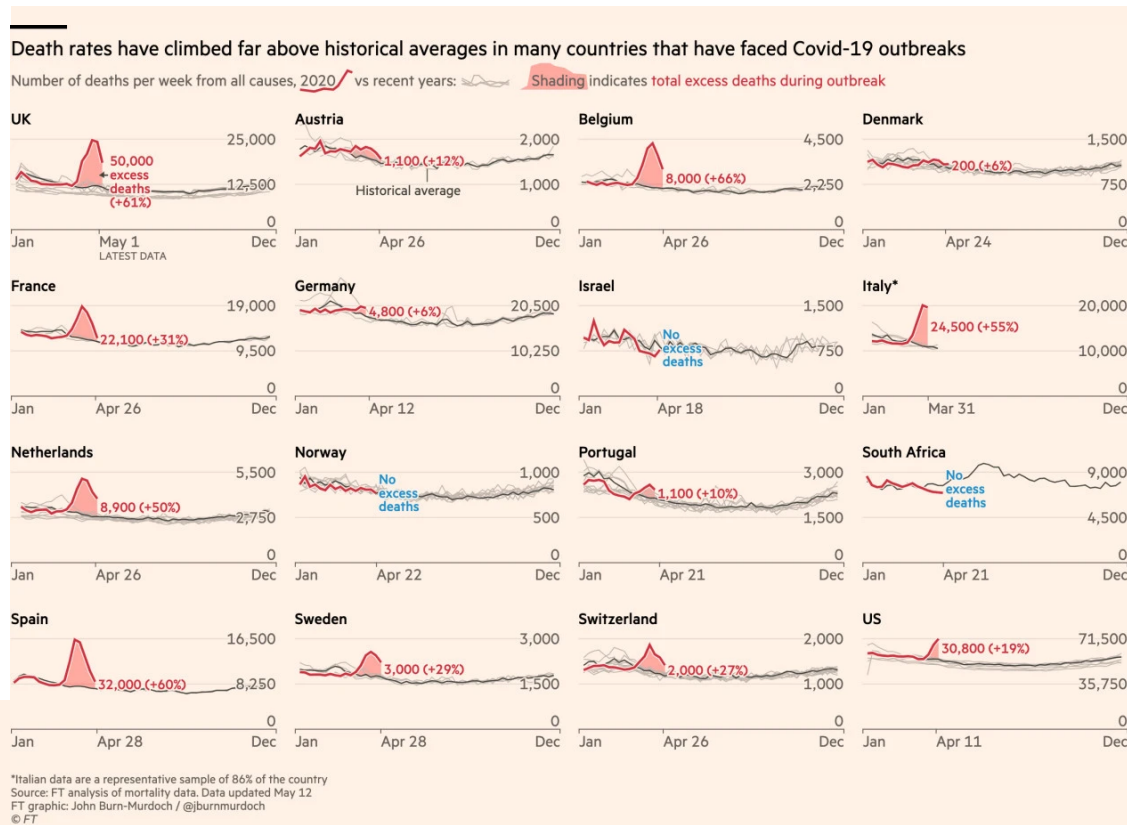 Death rates have climbed far above historical averages in many countries that have faced Covid-19 outbreaks
Number of deaths per week from all causes, 2020 vs recent years: Shading indicates total excess deaths during outbreak
UK
25,000
12,500
0
50,000
excess
deaths
(+61%)
Jan
May 1
LATEST DATA
Dec
Austria
2,000
1,000
0
1,100 (+12%)
Historical average
Jan
Apr 26
Dec
Belgium
4,500
2,250
0
8,000 (+66%)
Jan
Apr 26
Dec
Denmark
1,500
750
0
200 (+6%)
Jan
Apr 24
Dec
France
19,000
9,500
0
22,100 (+31%)
Jan
Apr 26
Dec
Germany
20,500
10,250
0
4,800 (+6%)
Jan
Apr 12
Dec
Israel
1,500
750
0
No
excess
deaths
Jan
Apr 18
Dec
Italy*
20,000
10,000
0
24,500 (+55%)
Jan
Mar 31
Dec
Netherlands
5,500
2,750
0
8,900 (+50%)
Jan
Apr 26
Dec
Norway
1,000
500
0
No
excess
deaths
Jan
Apr 22
Dec
Portugal
3,000
1,500
0
1,100 (+10%)
Jan
Apr 21
Dec
South Africa
9,000
4,500
0
No
excess
deaths
Jan
Apr 21
Dec
Spain
16,500
8,250
0
32,000 (+60%)
Jan
Apr 28
Dec
Sweden
3,000
1,500
0
3,000 (+29%)
Jan
Apr 28
Dec
Switzerland
2,000
1,000
0
2,000 (+27%)
Jan
Apr 26
Dec
US
71,500
35,750
0
30,800 (+19%)
Jan
Apr 11
Dec
*Italian data are a representative sample of 86% of the country
Source: FT analysis of mortality data. Data updated May 12
FT graphic: John Burn-Murdoch / @jburnmurdoch
© FT